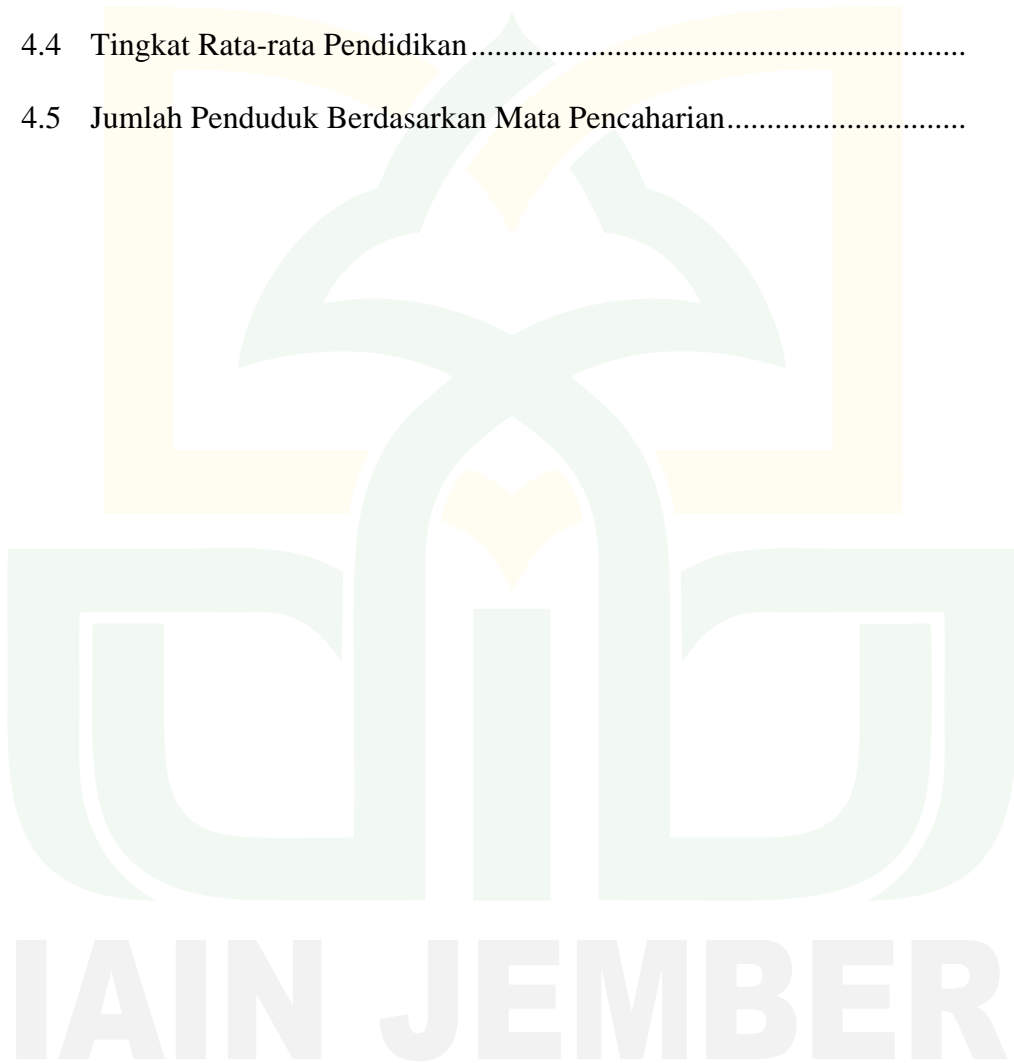 4.4 Tingkat Rata-rata Pendidikan..............................................................
4.5 Jumlah Penduduk Berdasarkan Mata Pencaharian..............................
IAIN JEMBER